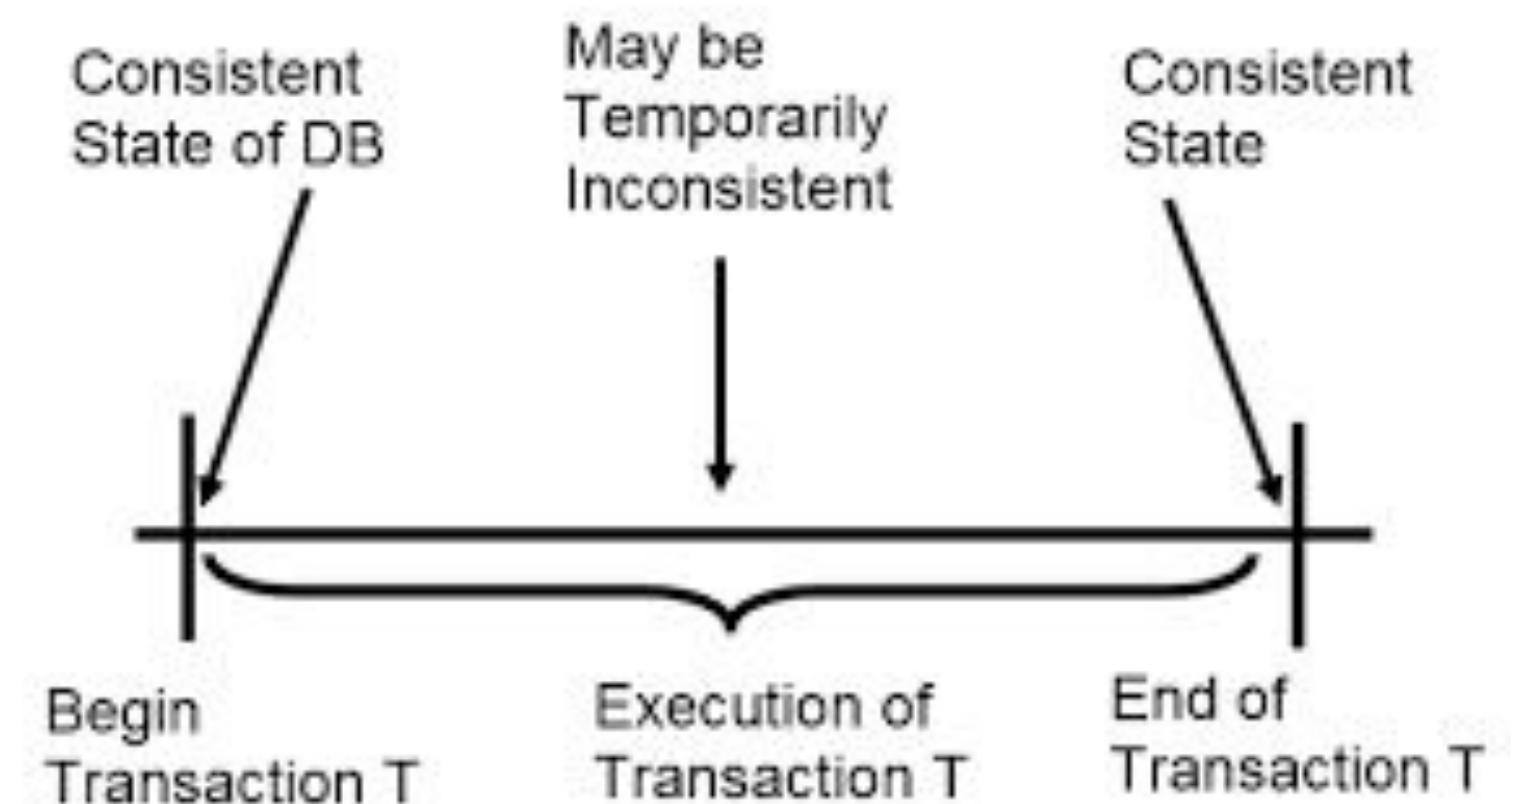 Consistent
State of DB
May be
Temporarily
Inconsistent
Consistent
State
Begin
Transaction T
Execution of
Transaction T
End of
Transaction T